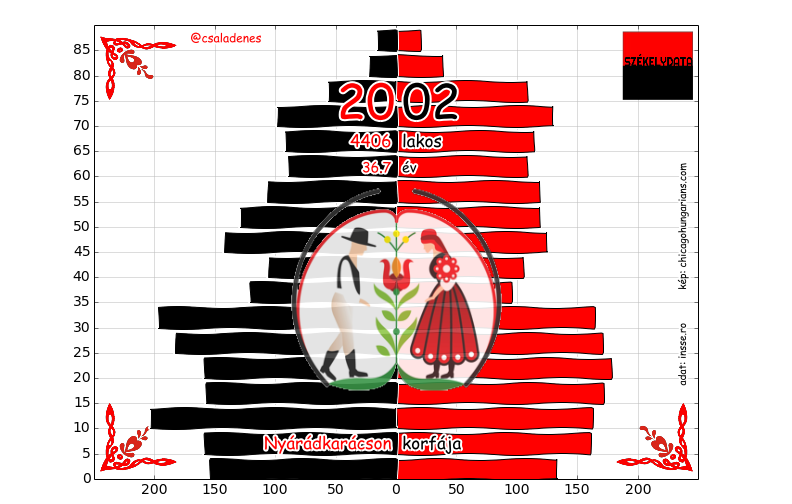 @csaladenes
SZÉKELYDATA
2002
4406 lakos
36.7 év
kép: chicagohungarians.com
adat: insse.ro
Nyárádkarácson korfája
85
80
75
70
65
60
55
50
45
40
35
30
25
20
15
10
5
0
200 150 100 50 0 50 100 150 200